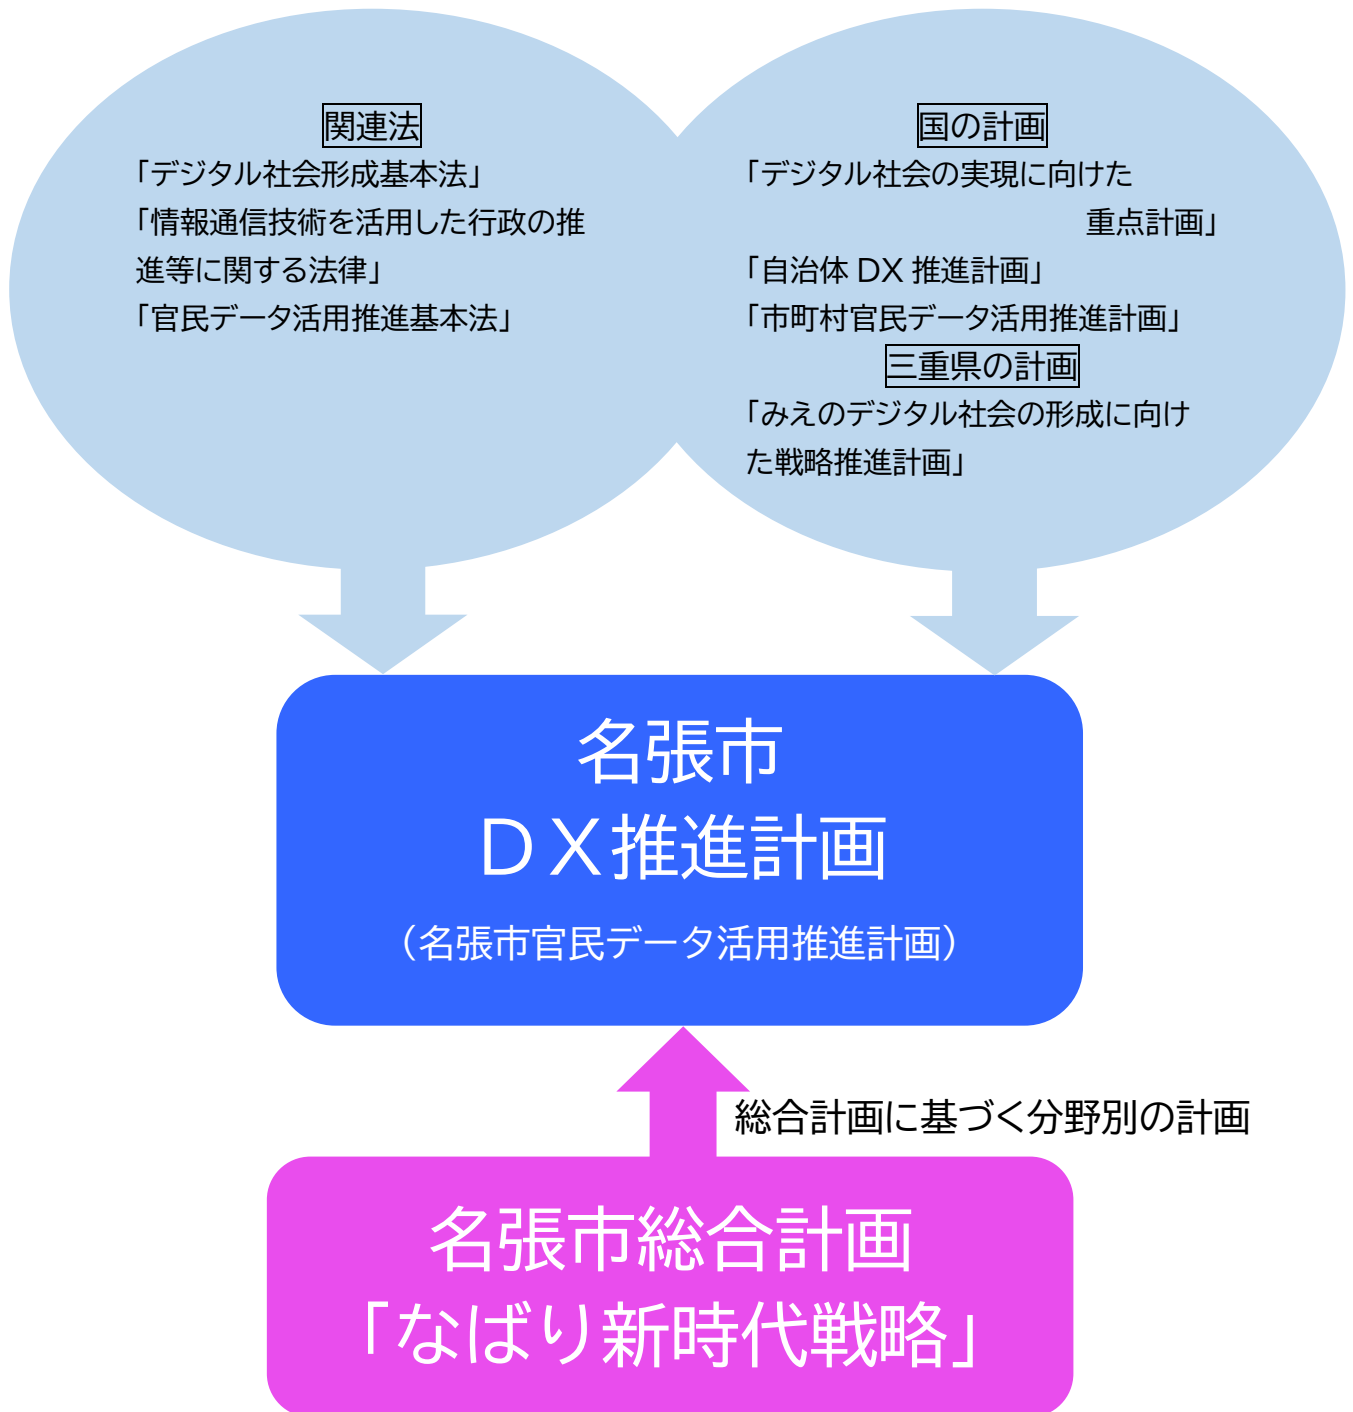 関連法
「デジタル社会形成基本法」
「情報通信技術を活用した行政の推
進等に関する法律」
「官民データ活用推進基本法」
国の計画
「デジタル社会の実現に向けた
重点計画」
「自治体 DX 推進計画」
「市町村官民データ活用推進計画」
三重県の計画
「みえのデジタル社会の形成に向け
た戦略推進計画」
名張市
ＤＸ推進計画
（名張市官民データ活用推進計画）
総合計画に基づく分野別の計画
名張市総合計画
「なばり新時代戦略」